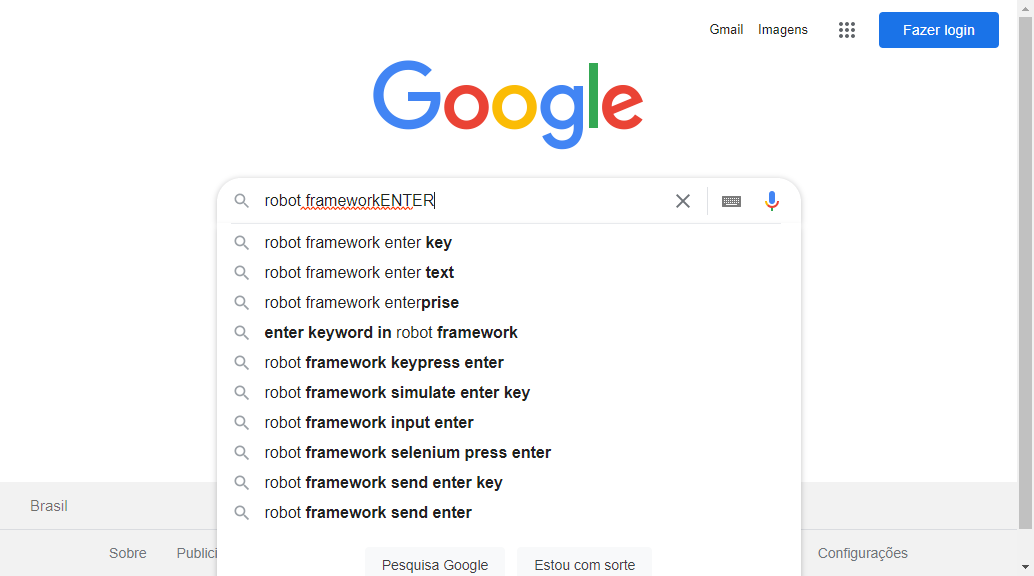 Gmail Imagens Fazer login
Google
robot frameworkENTER
robot framework enter key
robot framework enter text
robot framework enterprise
enter keyword in robot framework
robot framework keypress enter
robot framework simulate enter key
robot framework input enter
robot framework selenium press enter
robot framework send enter key
robot framework send enter
Brasil
Sobre Publici Configurações
Pesquisa Google Estou com sorte